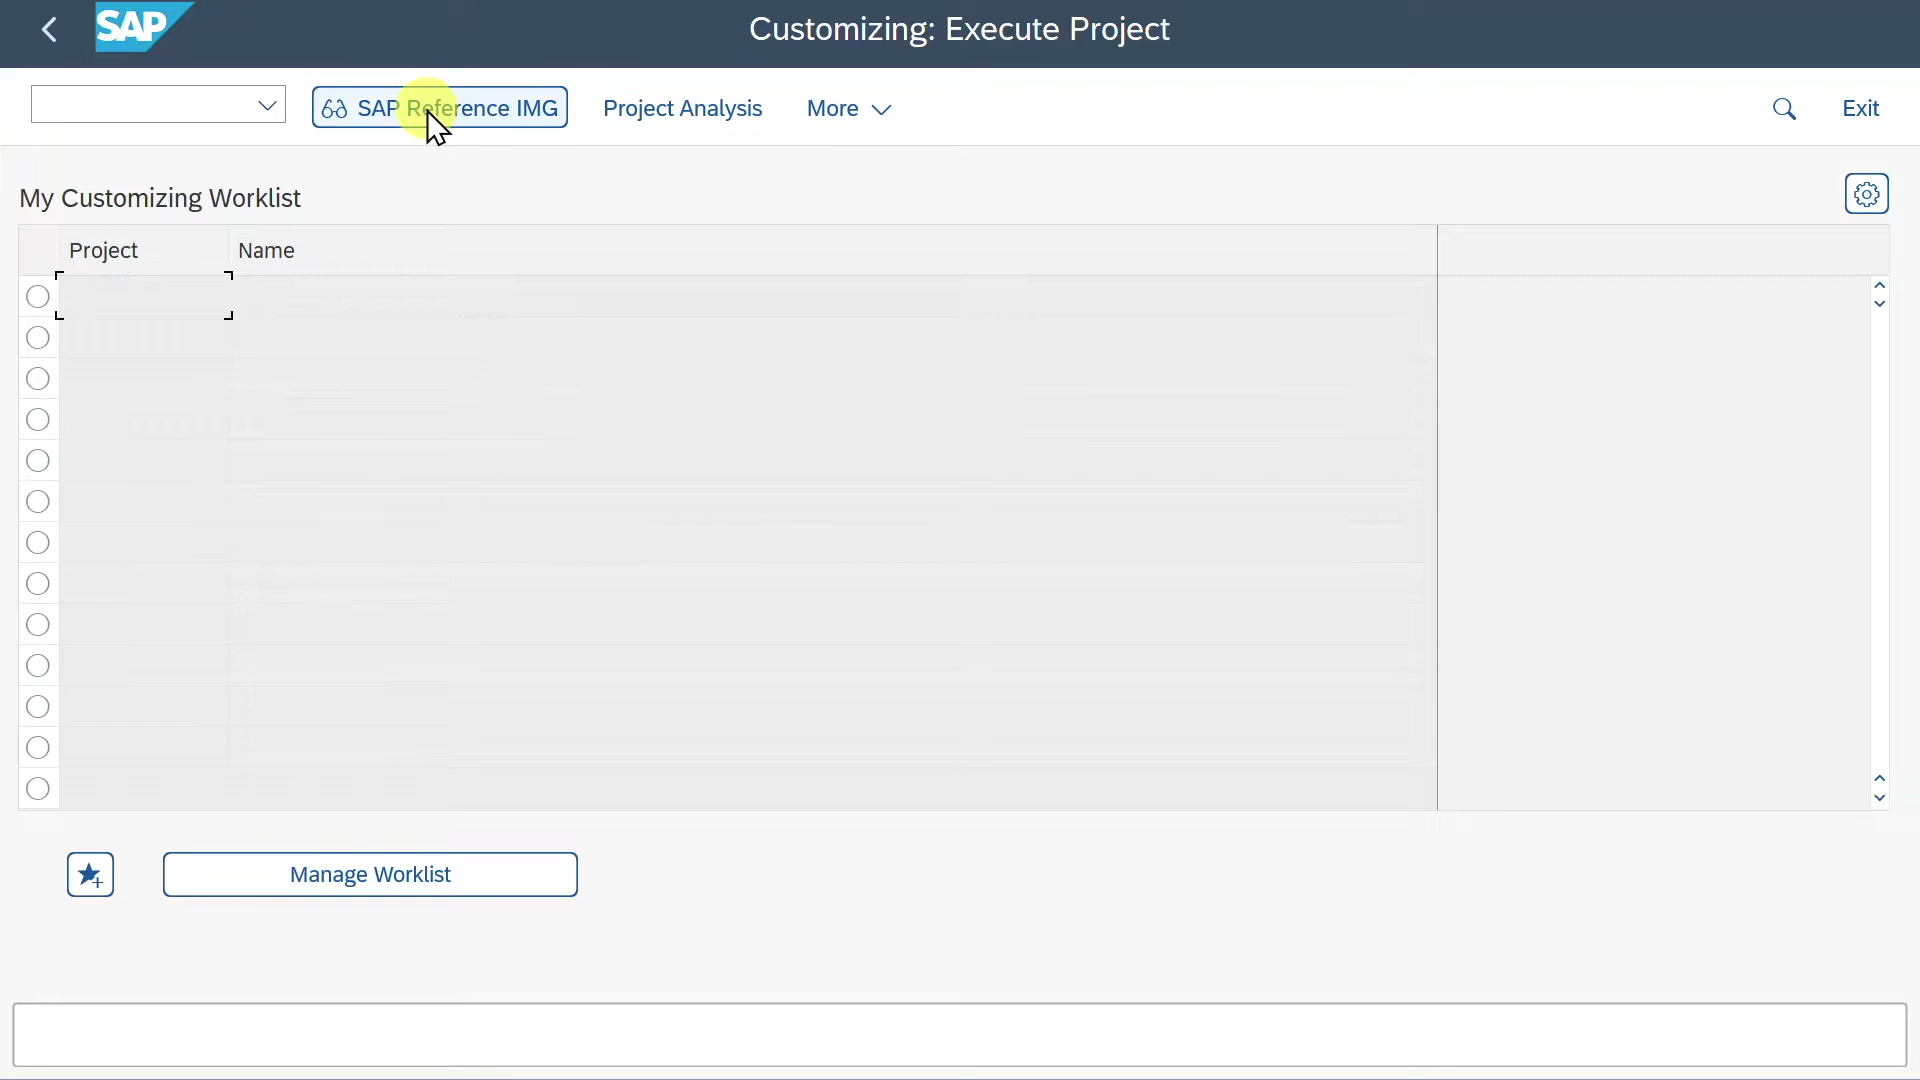 SAP
Customizing: Execute Project
SAP Reference IMG
Project Analysis
More
Exit
My Customizing Worklist
Project
Name
Manage Worklist